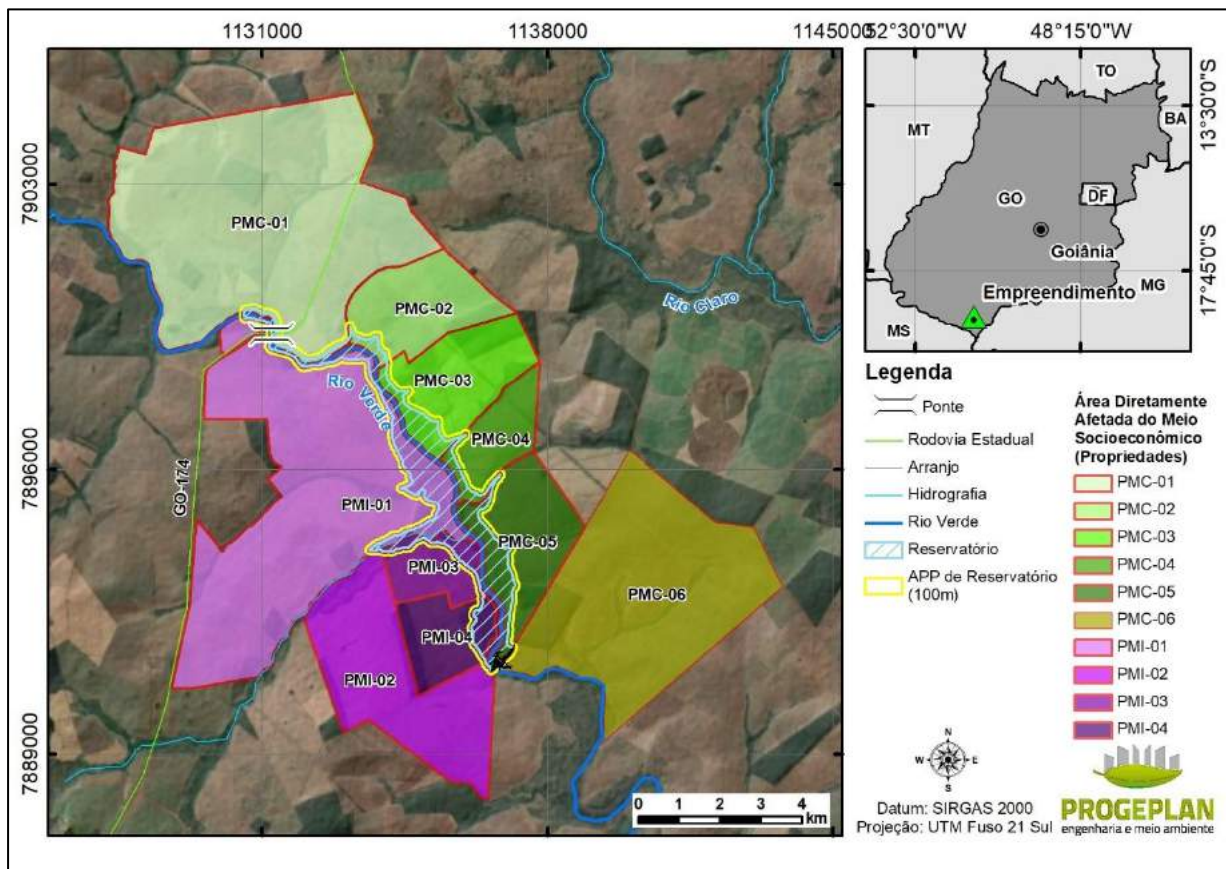 1131000
1138000
1145000
7903000
7896000
7889000
PMC-01
PMC-02
PMC-03
PMC-04
PMC-05
PMC-06
PMI-01
PMI-03
PMI-04
PMI-02
Rio Verde
Rio Claro
GO-174
0 1 2 3 4
km
52°30'0"W
48°15'0"W
13°30'0"S
17°45'0"S
TO
MT
BA
GO
DF
Goiânia
MG
Empreendimento
MS
Legenda
Ponte
Rodovia Estadual
Arranjo
Hidrografia
Rio Verde
Reservatório
APP de Reservatório
(100m)
Área Diretamente
Afetada do Meio
Socioeconômico
(Propriedades)
PMC-01
PMC-02
PMC-03
PMC-04
PMC-05
PMC-06
PMI-01
PMI-02
PMI-03
PMI-04
N
W E
S
Datum: SIRGAS 2000
Projeção: UTM Fuso 21 Sul
PROGEPLAN
engenharia e meio ambiente